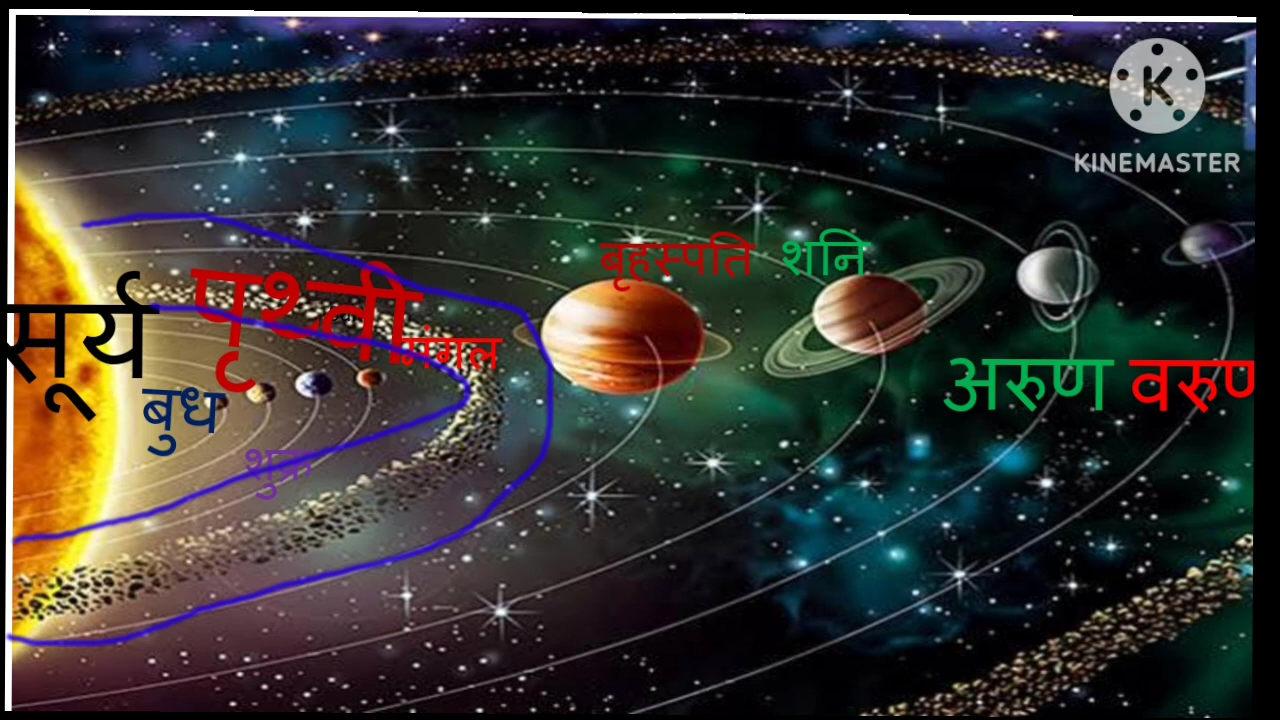 K
KINEMASTER
बृहस्पति शनि
सूर्य पृथ्वी मंगल
अरुण वरुण
बुध
शुक्र